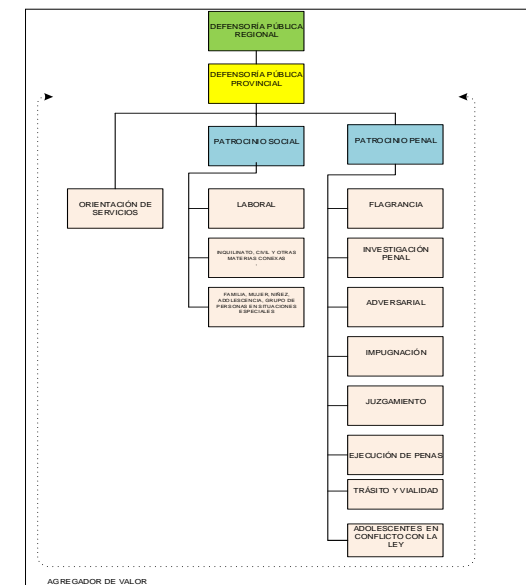 DEFENSORÍA PÚBLICA
REGIONAL
DEFENSORÍA PÚBLICA
PROVINCIAL
PATROCINIO SOCIAL
PATROCINIO PENAL
ORIENTACIÓN DE
SERVICIOS
LABORAL
INQUILINATO, CIVIL Y OTRAS
MATERIAS CONEXAS
.
FAMILIA, MUJER, NIÑEZ,
ADOLESCENCIA, GRUPO DE
PERSONAS EN SITUACIONES
ESPECIALES
FLAGRANCIA
INVESTIGACIÓN
PENAL
ADVERSARIAL
IMPUGNACIÓN
JUZGAMIENTO
EJECUCIÓN DE PENAS
TRÁSITO Y VIALIDAD
ADOLESCENTES EN
CONFLICTO CON LA
LEY
AGREGADOR DE VALOR